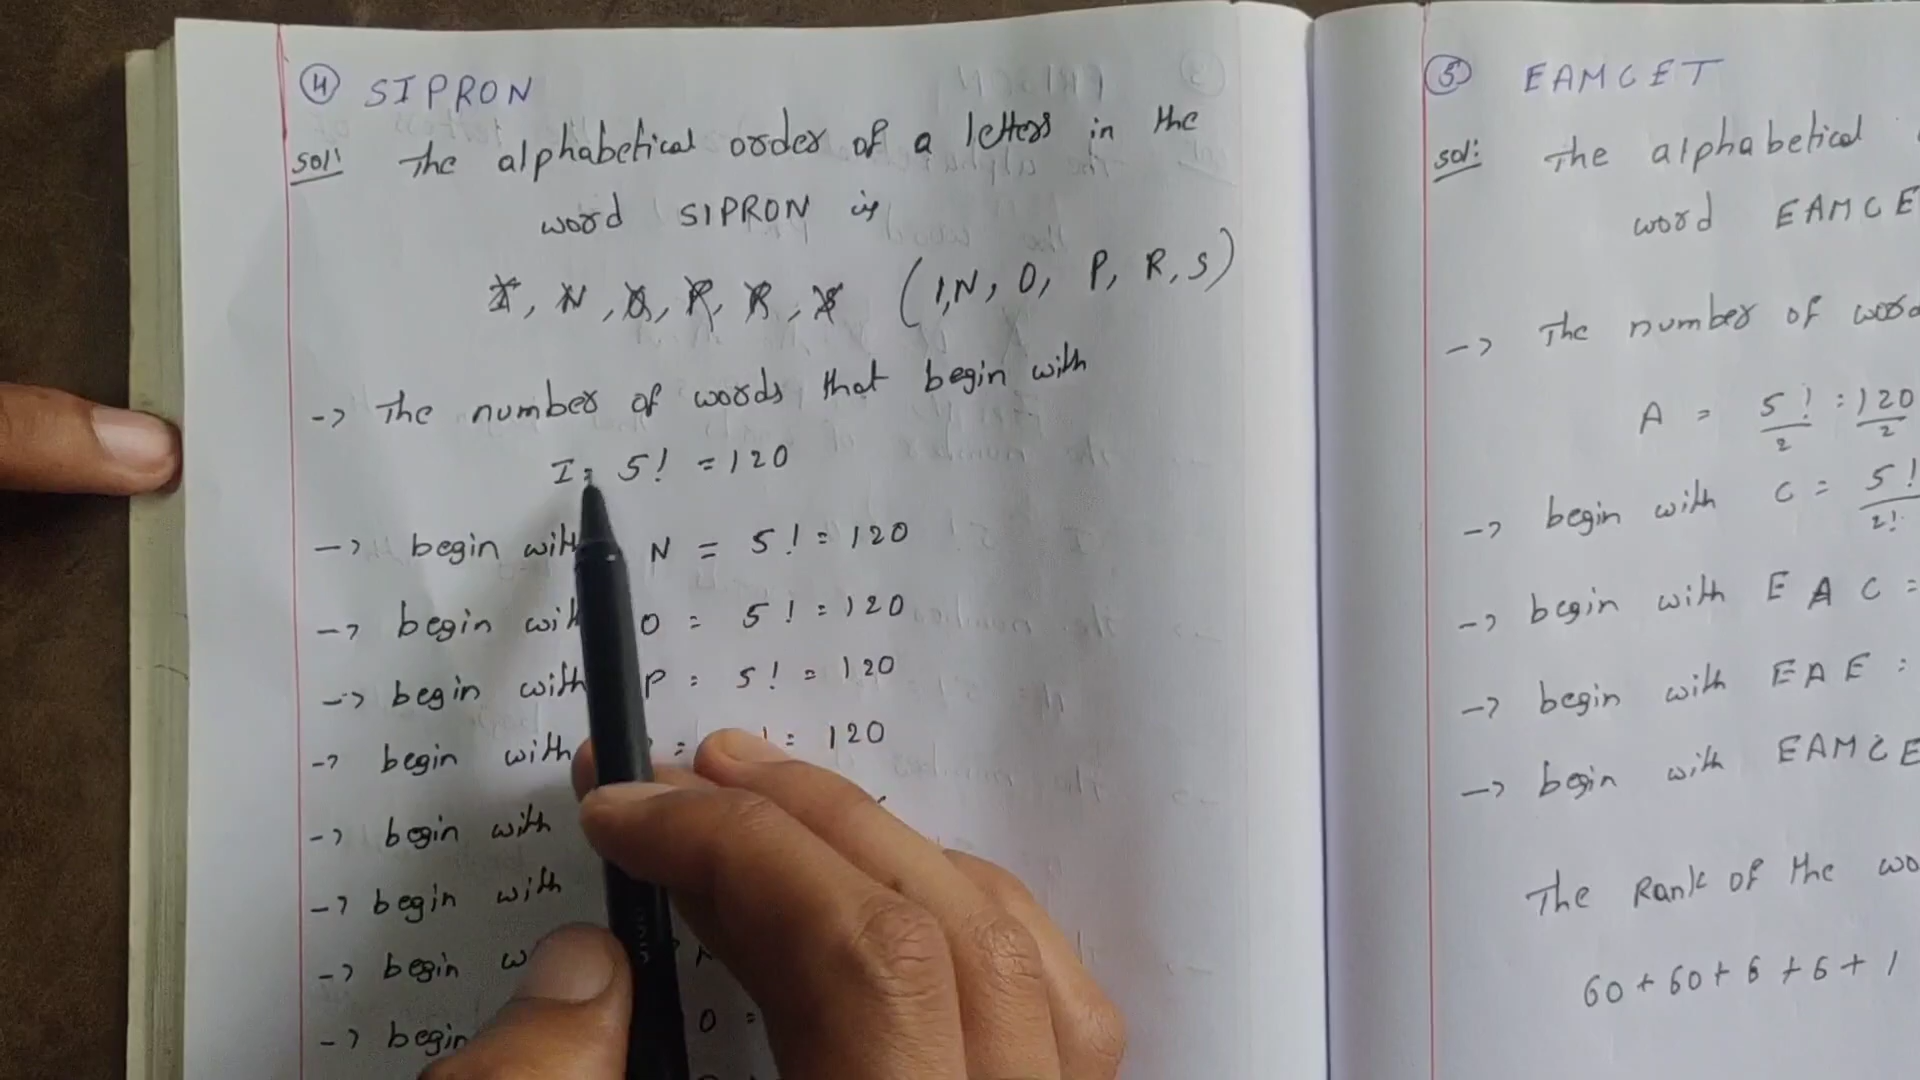 4 SIPRON
sol: The alphabetical order of a letters in the
word SIPRON is
I, N, O, P, R, S (I, N, O, P, R, S)
-> The number of words that begin with
I = 5! = 120
-> begin with N = 5! = 120
-> begin with O = 5! = 120
-> begin with P = 5! = 120
-> begin with = ! = 120
-> begin with
-> begin with
-> begin
-> begin O =
5 EAMCET
sol: The alphabetical
word EAMCE
-> The number of
A = 5!/2 = 120/2
-> begin with C = 5!/2!
-> begin with E A C =
-> begin with E A E =
-> begin with EAMCE
The Rank of the
60 + 60 + 6 + 6 + 1